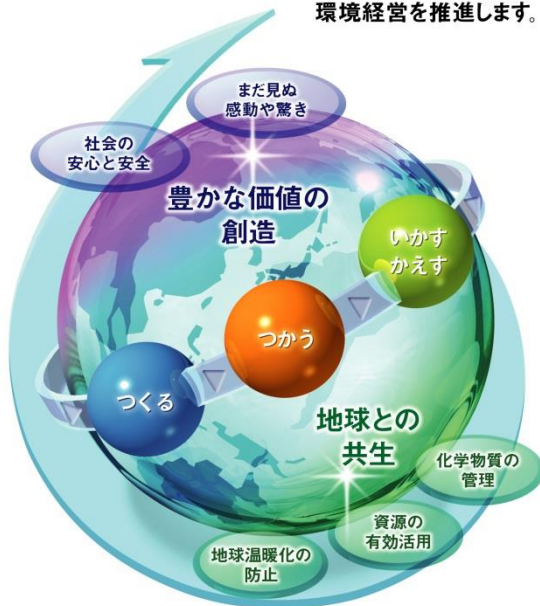 環境経営を推進します。
まだ見ぬ
感動や驚き
社会の
安心と安全
豊かな価値の
創造
いかす
かえす
つかう
つくる
地球との
共生
化学物質の
管理
資源の
有効活用
地球温暖化の
防止